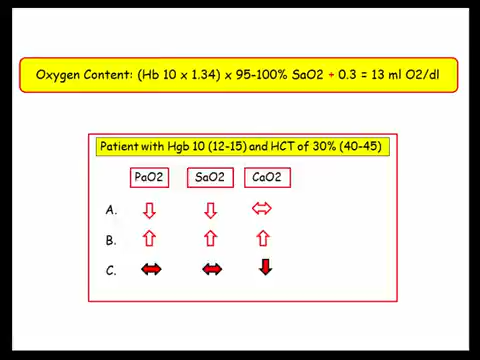 Oxygen Content: (Hb 10 x 1.34) x 95-100% SaO2 + 0.3 = 13 ml O2/dl
Patient with Hgb 10 (12-15) and HCT of 30% (40-45)
PaO2 SaO2 CaO2
A.
B.
C.